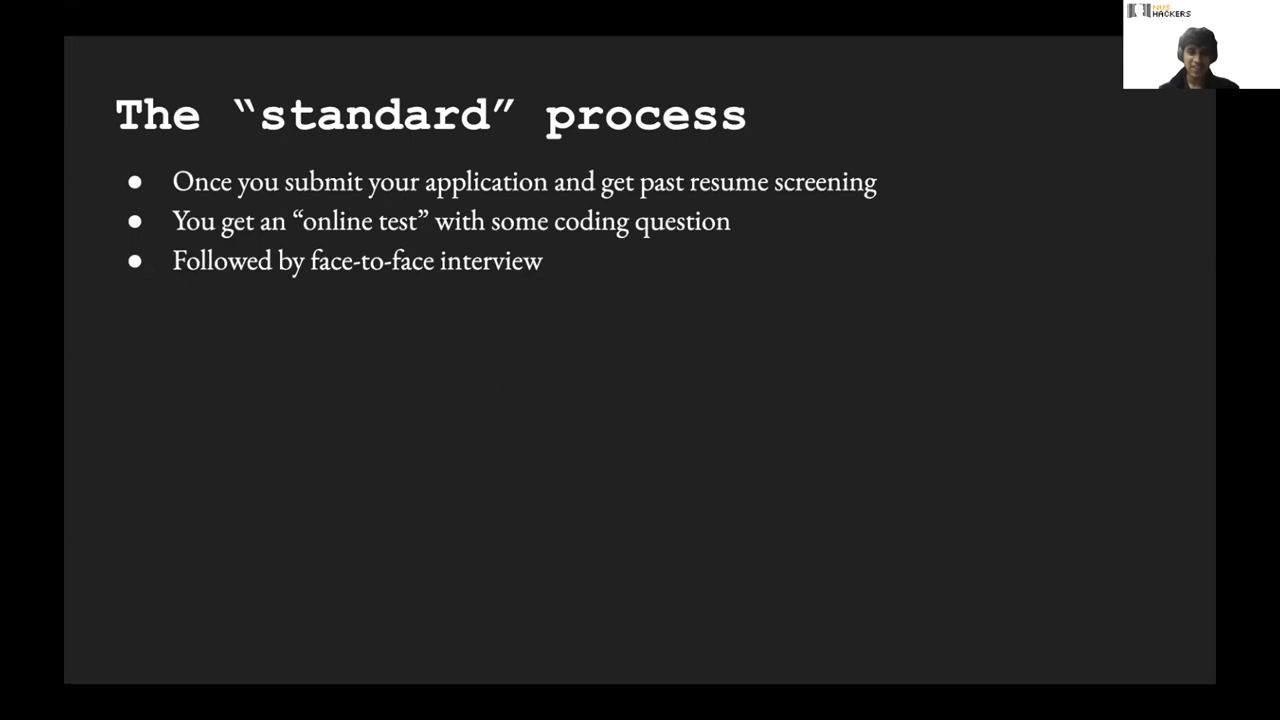 NUS
HACKERS
The “standard” process
● Once you submit your application and get past resume screening
● You get an “online test” with some coding question
● Followed by face-to-face interview